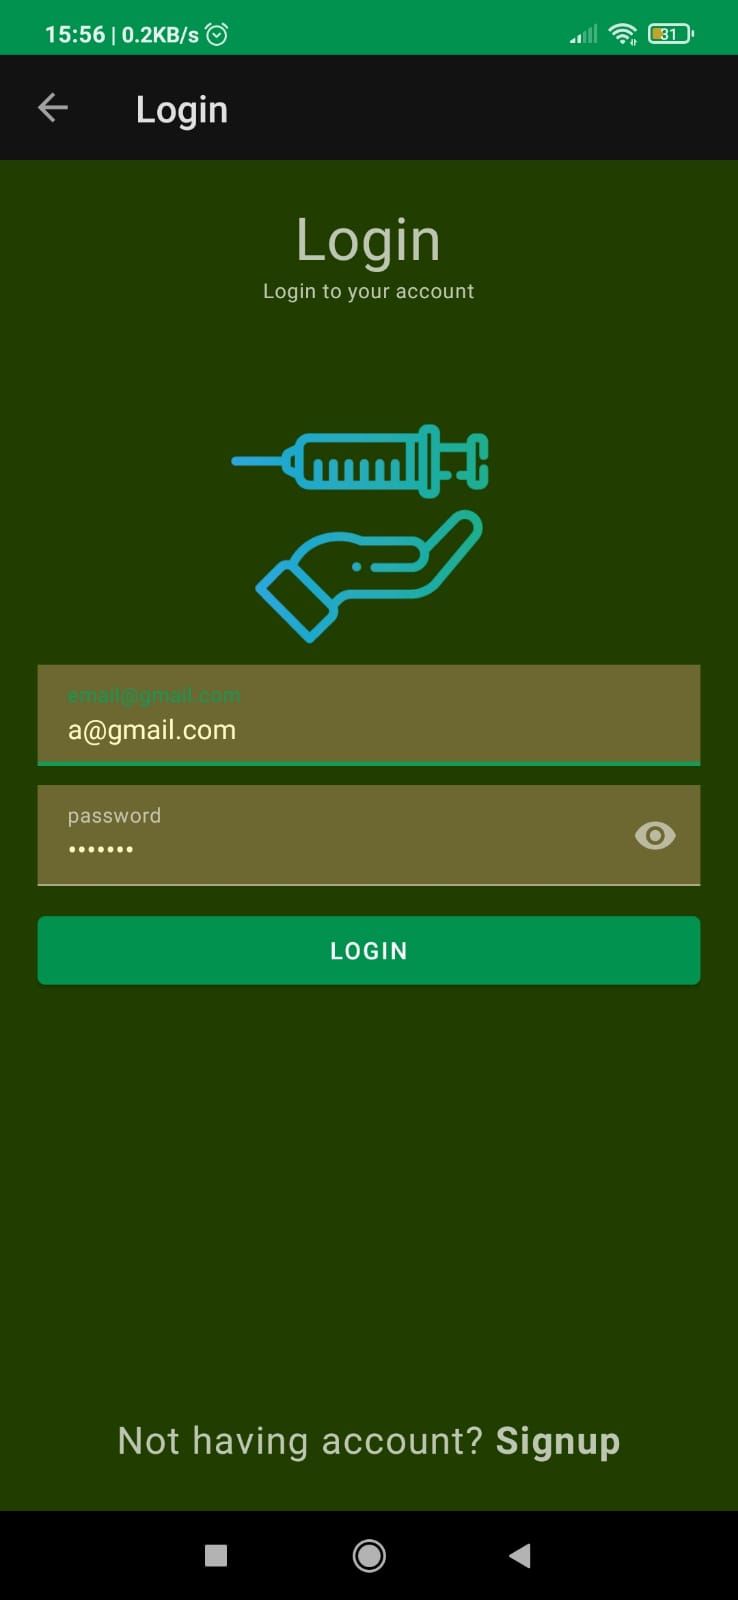 15:56 | 0.2KB/s
31
Login
Login
Login to your account
email@gmail.com
a@gmail.com
password
•••••••
LOGIN
Not having account? Signup